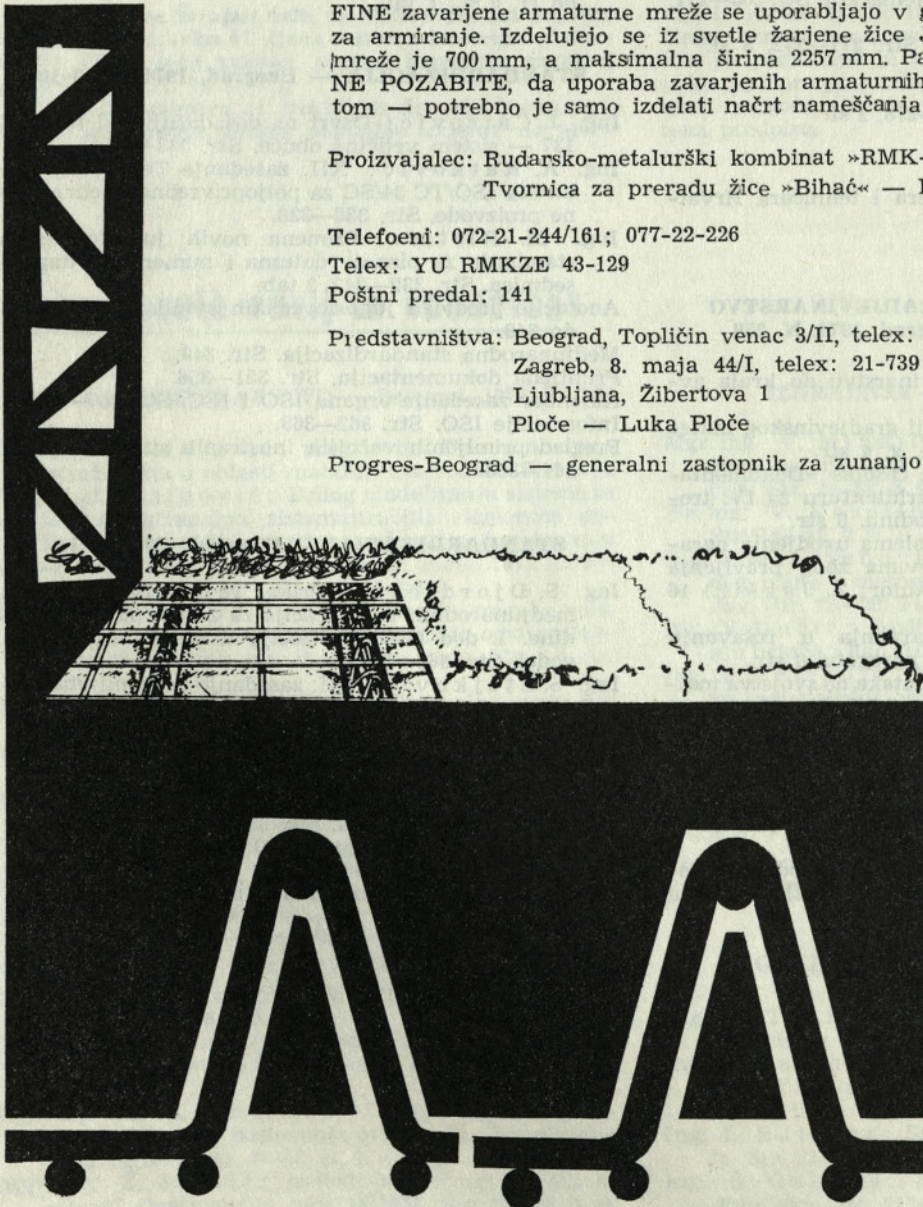 FINE zavarjene armaturne mreže se uporabljajo v
za armiranje. Izdelujejo se iz svetle žarjene žice
mreže je 700 mm, a maksimalna širina 2257 mm.
NE POZABITE, da uporaba zavarjenih armaturnih
tom — potrebno je samo izdelati načrt nameščanja
Proizvajalec: Rudarsko-metalurški kombinat »RMK-
Tvornica za preradu žice »Bihać« —
Telefoeni: 072-21-244/161; 077-22-226
Telex: YU RMKZE 43-129
Poštni predal: 141
Predstavništva: Beograd, Topličin venac 3/II, telex:
Zagreb, 8. maja 44/I, telex: 21-739
Ljubljana, Žibertova 1
Ploče — Luka Ploče
Progres-Beograd — generalni zastopnik za zunanjo